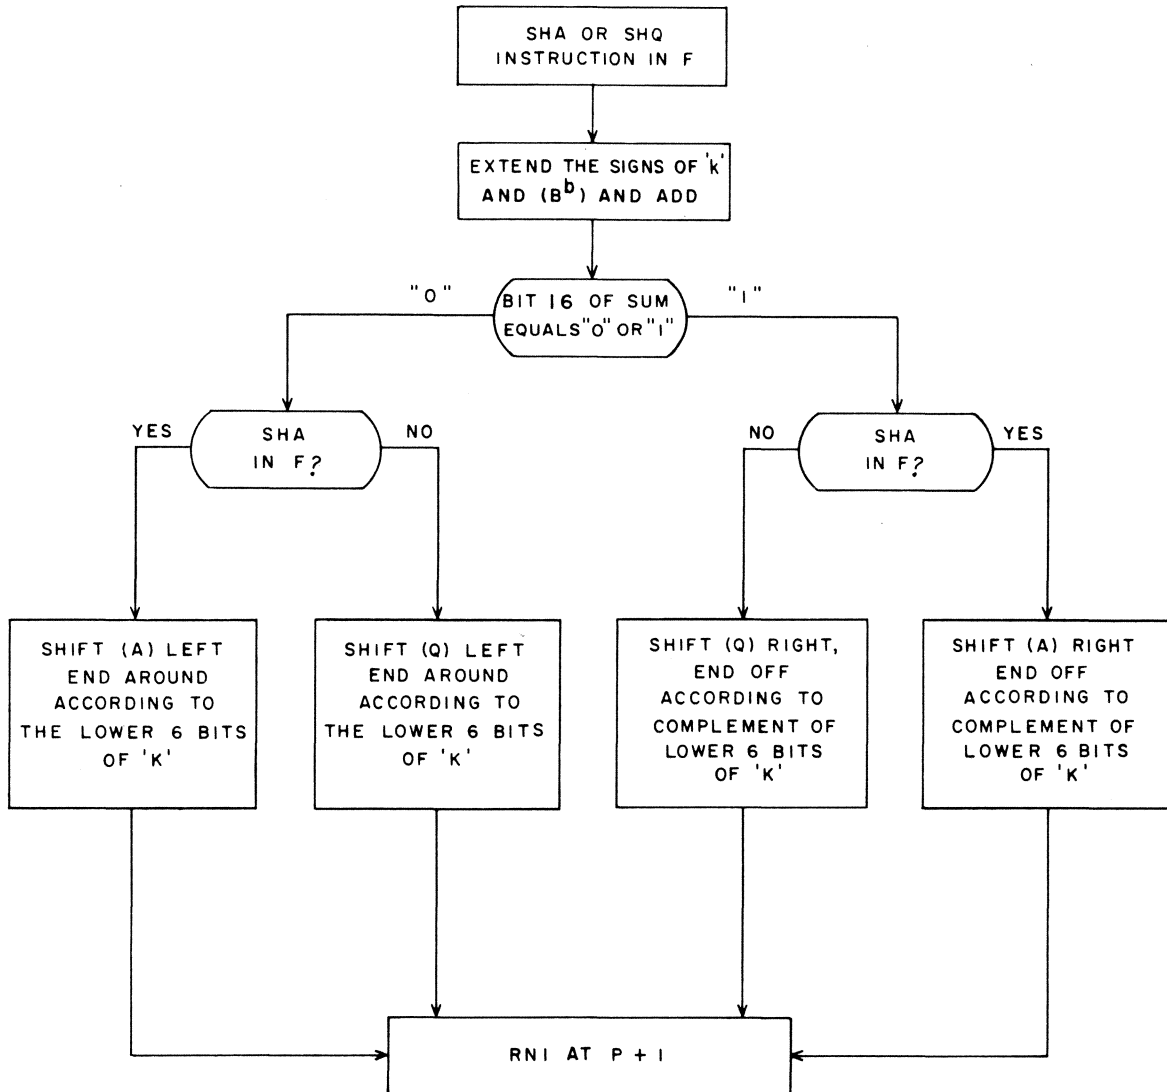 SHA OR SHQ
INSTRUCTION IN F
EXTEND THE SIGNS OF 'k'
AND (Bᵇ) AND ADD
"0"
BIT 16 OF SUM
EQUALS "0" OR "1"
"1"
YES
SHA
IN F?
NO
NO
SHA
IN F?
YES
SHIFT (A) LEFT
END AROUND
ACCORDING TO
THE LOWER 6 BITS
OF 'K'
SHIFT (Q) LEFT
END AROUND
ACCORDING TO
THE LOWER 6 BITS
OF 'K'
SHIFT (Q) RIGHT,
END OFF
ACCORDING TO
COMPLEMENT OF
LOWER 6 BITS
OF 'K'
SHIFT (A) RIGHT
END OFF
ACCORDING TO
COMPLEMENT OF
LOWER 6 BITS
OF 'K'
RNI AT P + 1